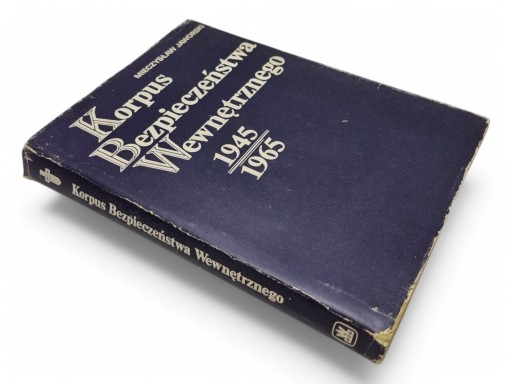 MIECZYSŁAW JAWORSKI
Korpus
Bezpieczeństwa
Wewnętrznego
1945
1965
Korpus Bezpieczeństwa Wewnętrznego